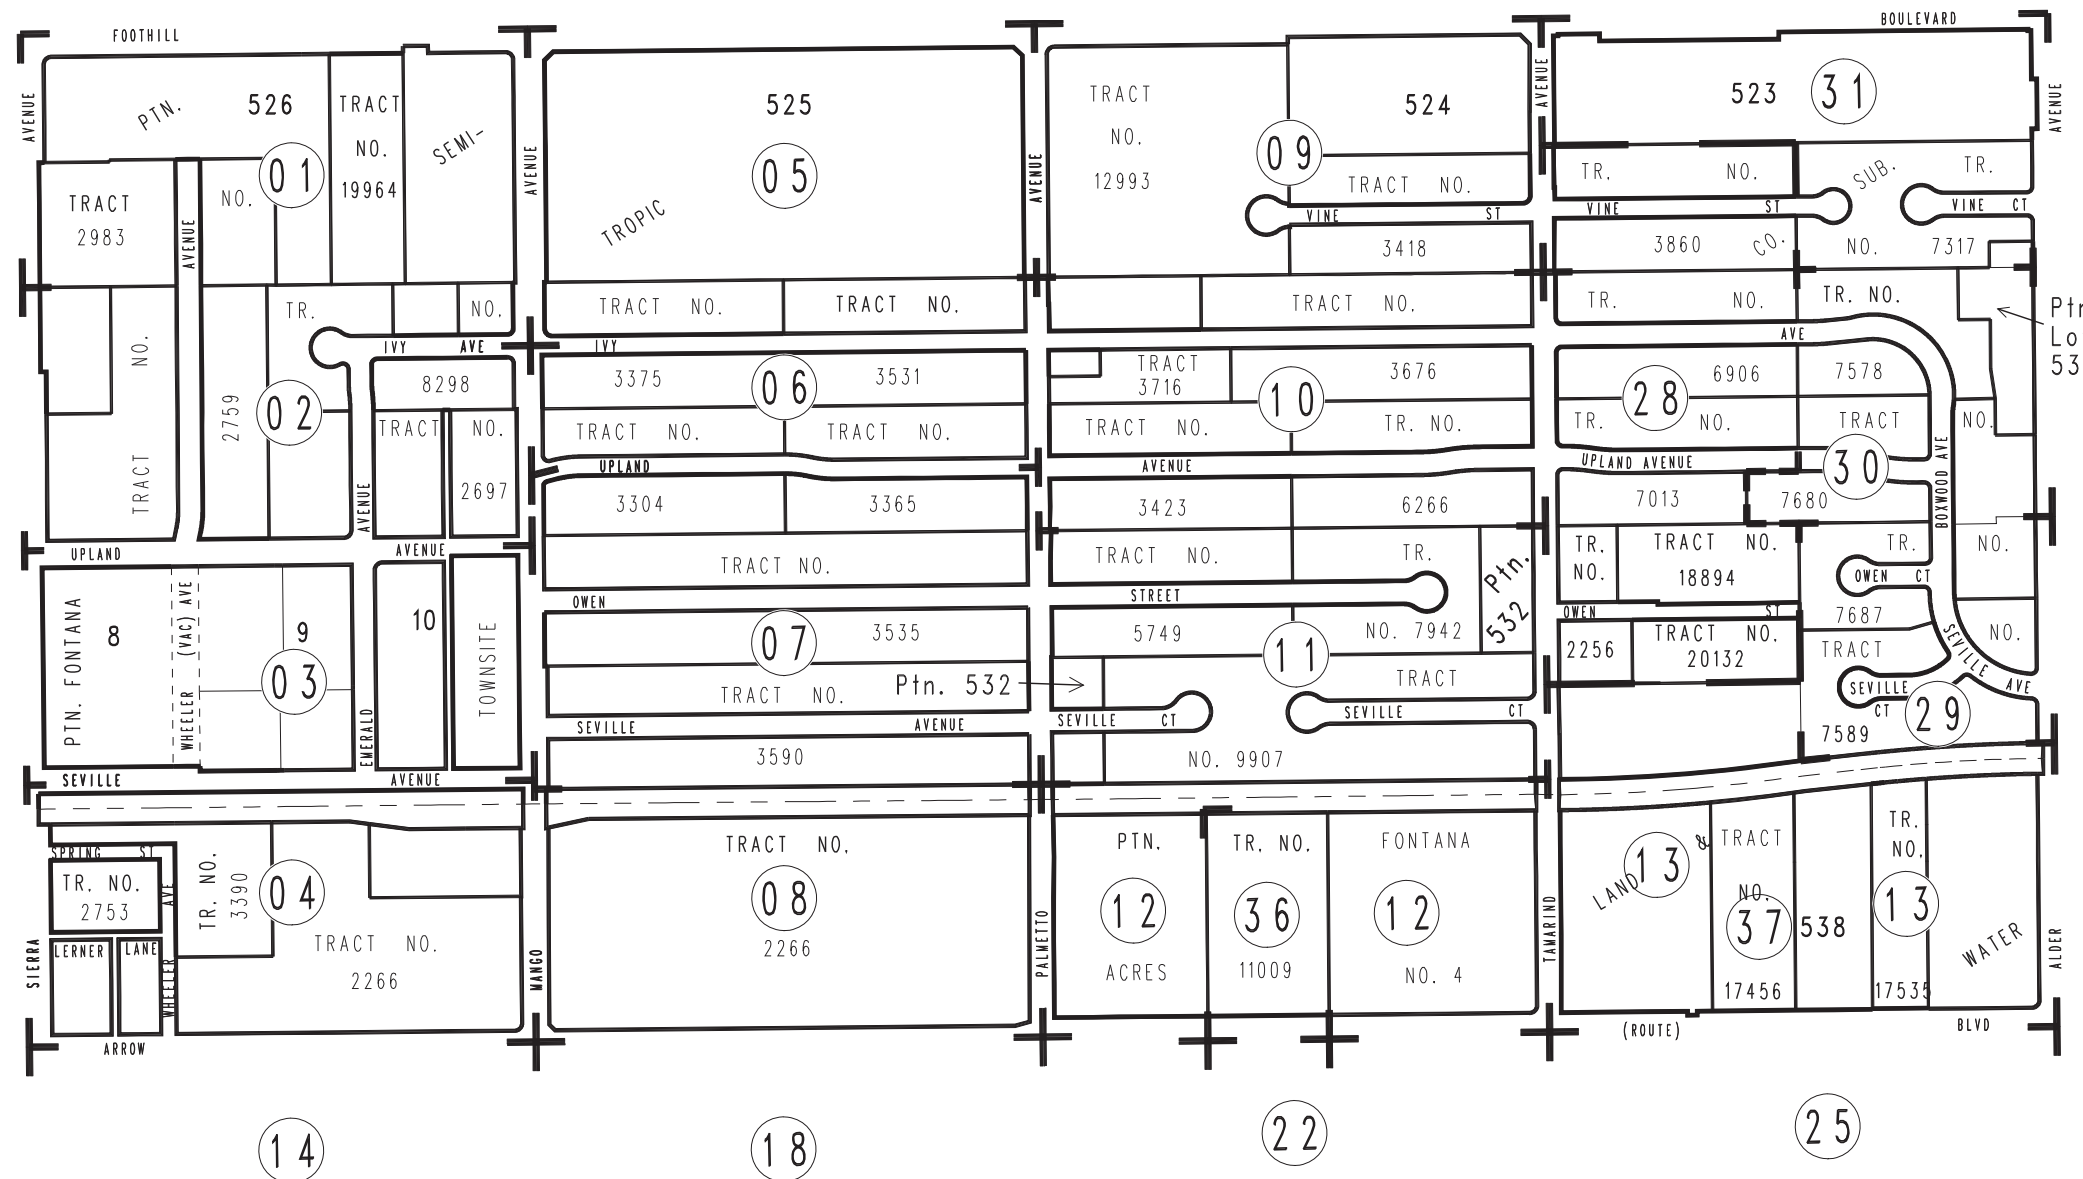 FOOTHILL
BOULEVARD
AVENUE
AVENUE
AVENUE
AVENUE
AVENUE
PTN.
526
TRACT
NO.
19964
SEMI-
01
TRACT
2983
AVENUE
NO.
525
05
TROPIC
TRACT
NO.
12993
524
09
TRACT NO.
VINE ST
3418
523
31
TR. NO.
SUB.
TR.
VINE ST
VINE CT
3860
CO.
NO. 7317
TR. NO.
IVY AVE
TRACT NO.
TRACT NO.
IVY
TRACT NO.
TR. NO.
TR. NO.
AVE
Ptn
Lo
53
TRACT NO.
2759
02
8298
TRACT NO.
2697
AVENUE
3375
06
3531
TRACT NO.
TRACT NO.
UPLAND
TRACT
3716
10
3676
TRACT NO.
TR. NO.
AVENUE
28
6906
7578
TR. NO.
TRACT
NO.
UPLAND AVENUE
30
BOXWOOD AVE
UPLAND
AVENUE
3304
3365
TRACT NO.
3423
6266
TRACT NO.
TR.
7013
7680
TR.
NO.
TRACT NO.
18894
TR.
NO.
OWEN CT
OWEN
STREET
Ptn.
532
OWEN ST
7687
PTN. FONTANA
8
WHEELER (VAC) AVE
9
03
EMERALD
10
TOWNSITE
07
3535
TRACT NO.
Ptn. 532
5749
11
NO. 7942
TRACT
2256
TRACT NO.
20132
TRACT
SEVILLE AVE
NO.
SEVILLE
CT
29
7589
SEVILLE AVENUE
SEVILLE CT
SEVILLE CT
3590
NO. 9907
SEVILLE
AVENUE
SPRING ST
TR. NO.
2753
AVE
WHEELER
LERNER LANE
TR. NO.
3390
04
TRACT NO.
2266
TRACT NO.
08
2266
PTN.
12
ACRES
TR. NO.
36
11009
FONTANA
12
NO. 4
LAND &
13
TRACT
NO.
37
17456
538
TR.
NO.
13
17535
WATER
SIERRA
MANGO
PALMETTO
TAMARIND
ALDER
ARROW
(ROUTE)
BLVD
14
18
22
25